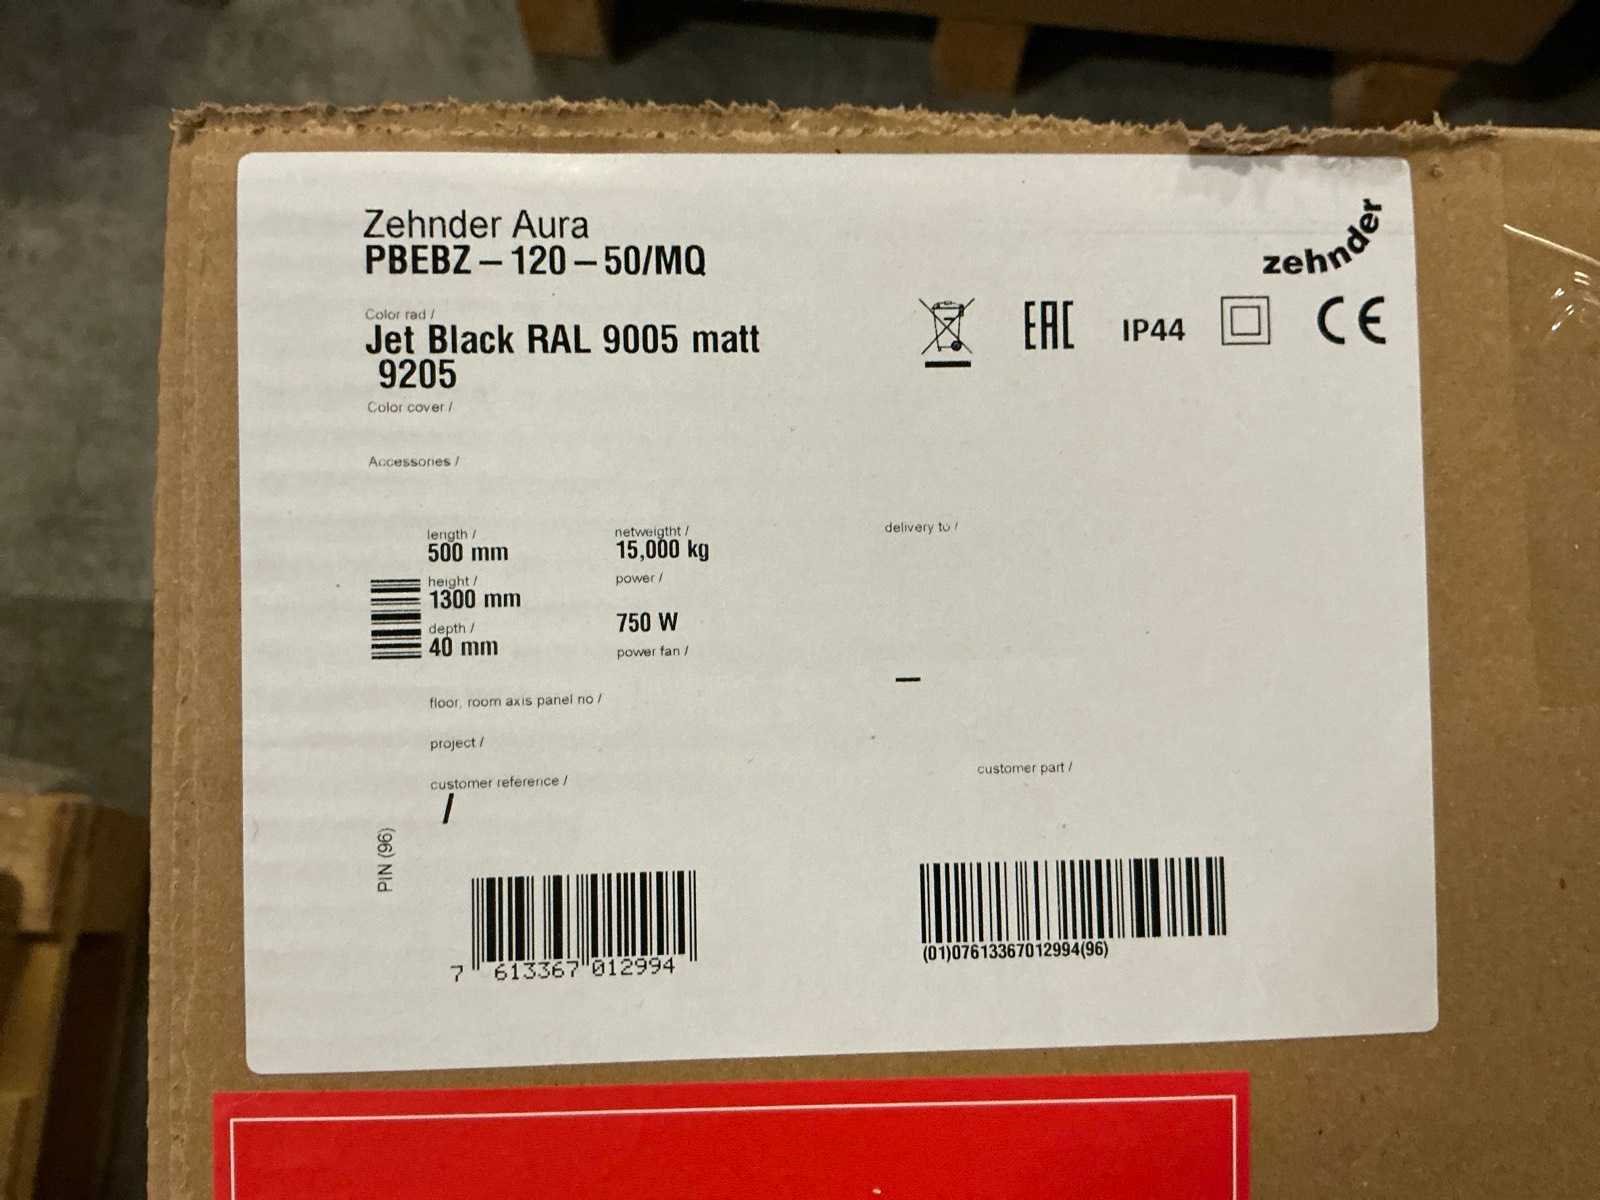 Zehnder Aura
PBEBZ – 120 – 50/MQ
zehnder
Color rad /
Jet Black RAL 9005 matt
9205
EAC
IP44
CE
Color cover /
Accessories /
length /
500 mm
height /
1300 mm
depth /
40 mm
netweigtht /
15,000 kg
power /
750 W
power fan /
delivery to /
–
floor, room axis panel no /
project /
customer reference /
/
customer part /
PIN (96)
7 613367 012994
(01)07613367012994(96)